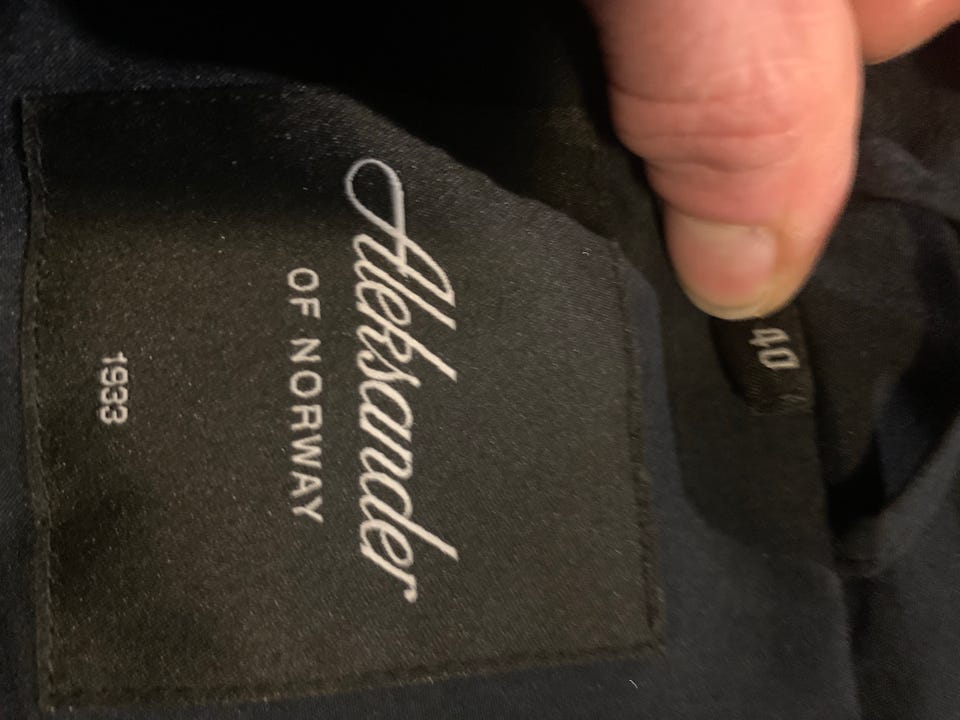 Aleksander
OF NORWAY
1933
40